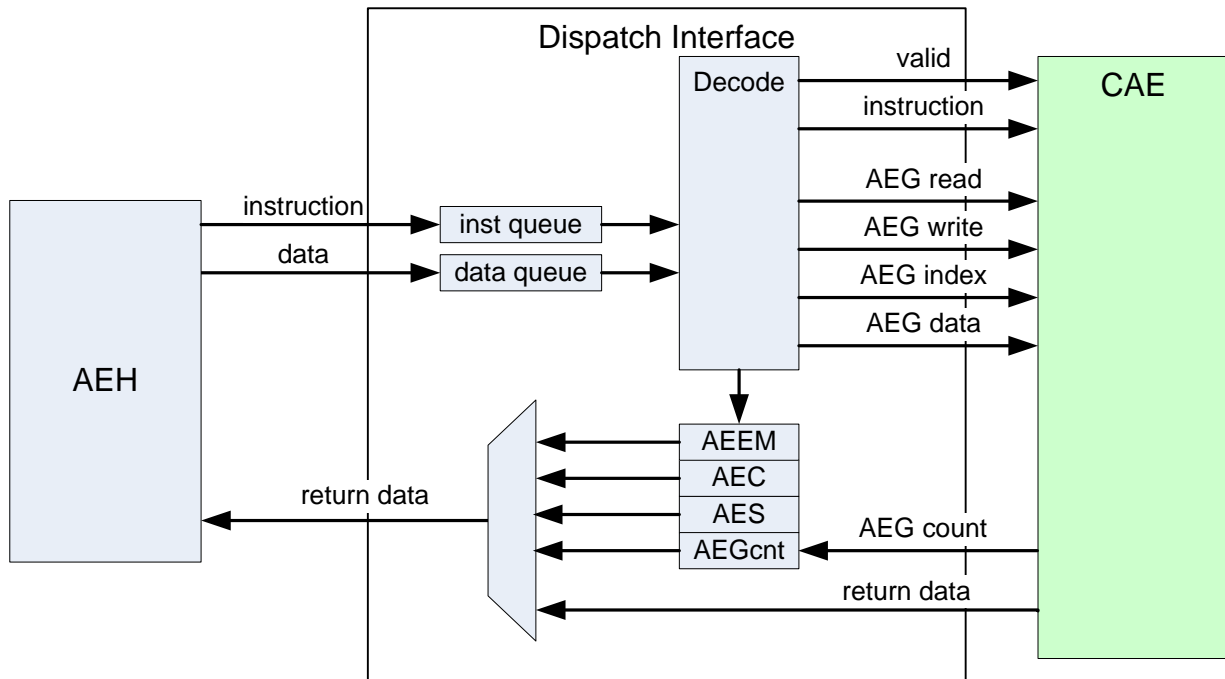 Dispatch Interface
valid
Decode
CAE
instruction
AEG read
instruction
inst queue
AEG write
data
data queue
AEG index
AEG data
AEH
AEEM
AEC
return data
AES
AEG count
AEGcnt
return data